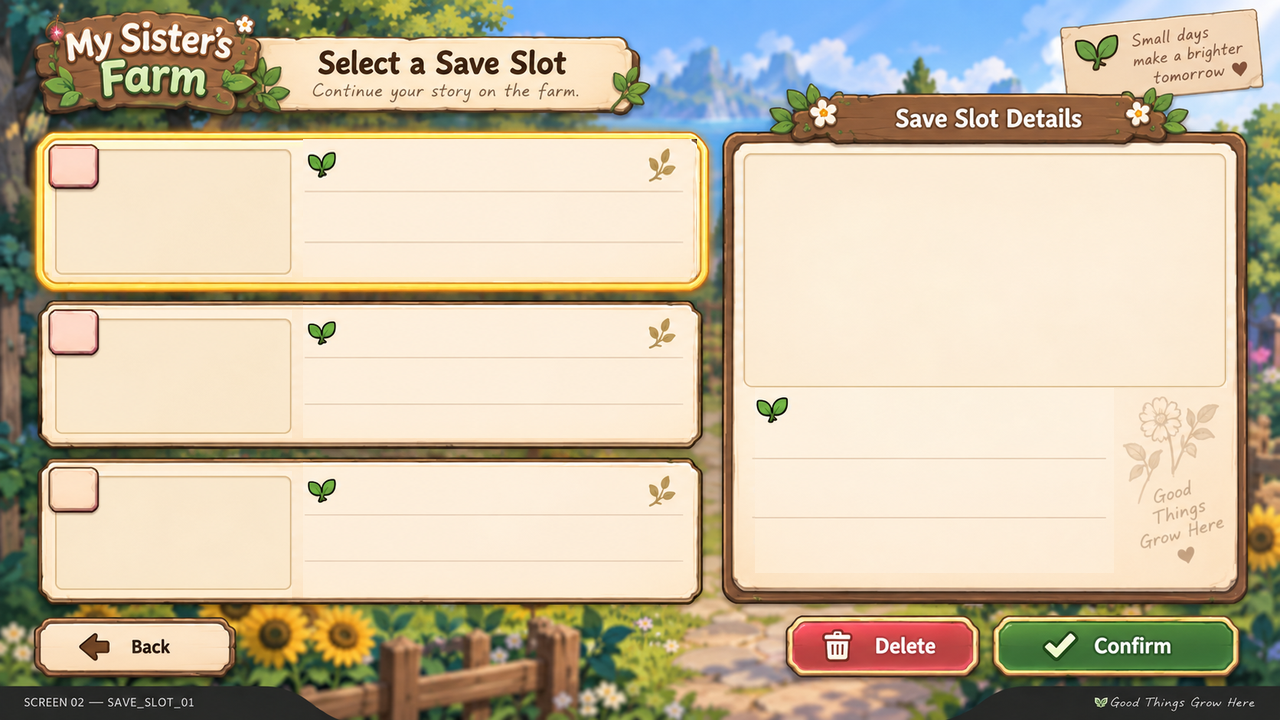 My Sister's
Farm
Select a Save Slot
Continue your story on the farm.
Small days
make a brighter
tomorrow
Save Slot Details
Good
Things
Grow Here
Back
Delete
Confirm
SCREEN 02 — SAVE_SLOT_01
Good Things Grow Here